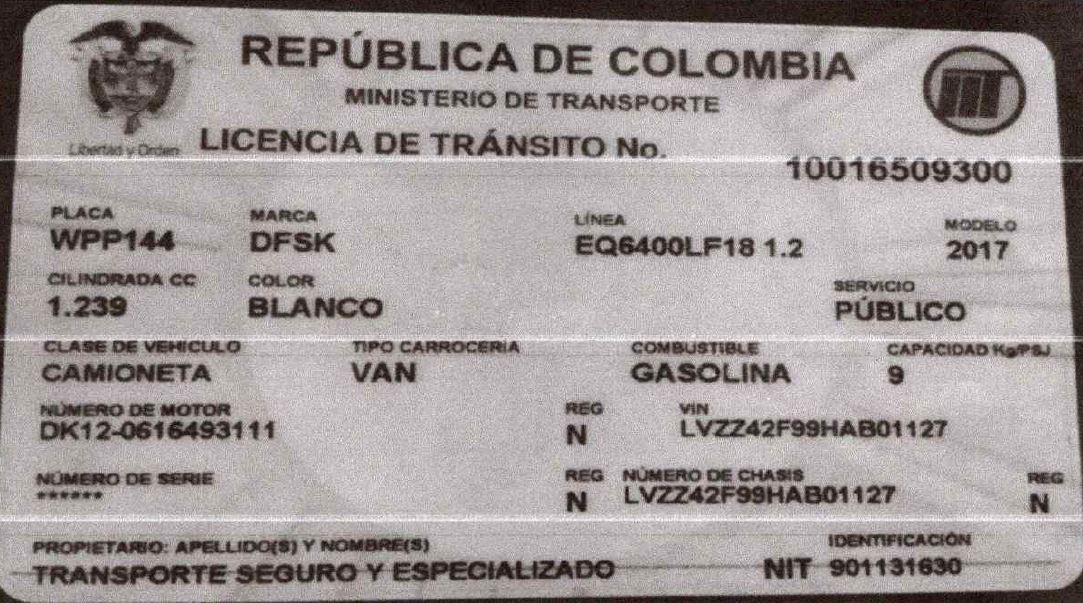 REPÚBLICA DE COLOMBIA
MINISTERIO DE TRANSPORTE
Libertad y Orden
LICENCIA DE TRÁNSITO No.
10016509300
PLACA MARCA LÍNEA MODELO
WPP144 DFSK EQ6400LF18 1.2 2017
CILINDRADA CC COLOR SERVICIO
1.239 BLANCO PÚBLICO
CLASE DE VEHICULO TIPO CARROCERIA COMBUSTIBLE CAPACIDAD Kg/PSJ
CAMIONETA VAN GASOLINA 9
NÚMERO DE MOTOR REG VIN
DK12-0616493111 N LVZZ42F99HAB01127
NÚMERO DE SERIE REG NÚMERO DE CHASIS REG
****** N LVZZ42F99HAB01127 N
PROPIETARIO: APELLIDO(S) Y NOMBRE(S) IDENTIFICACIÓN
TRANSPORTE SEGURO Y ESPECIALIZADO NIT 901131630